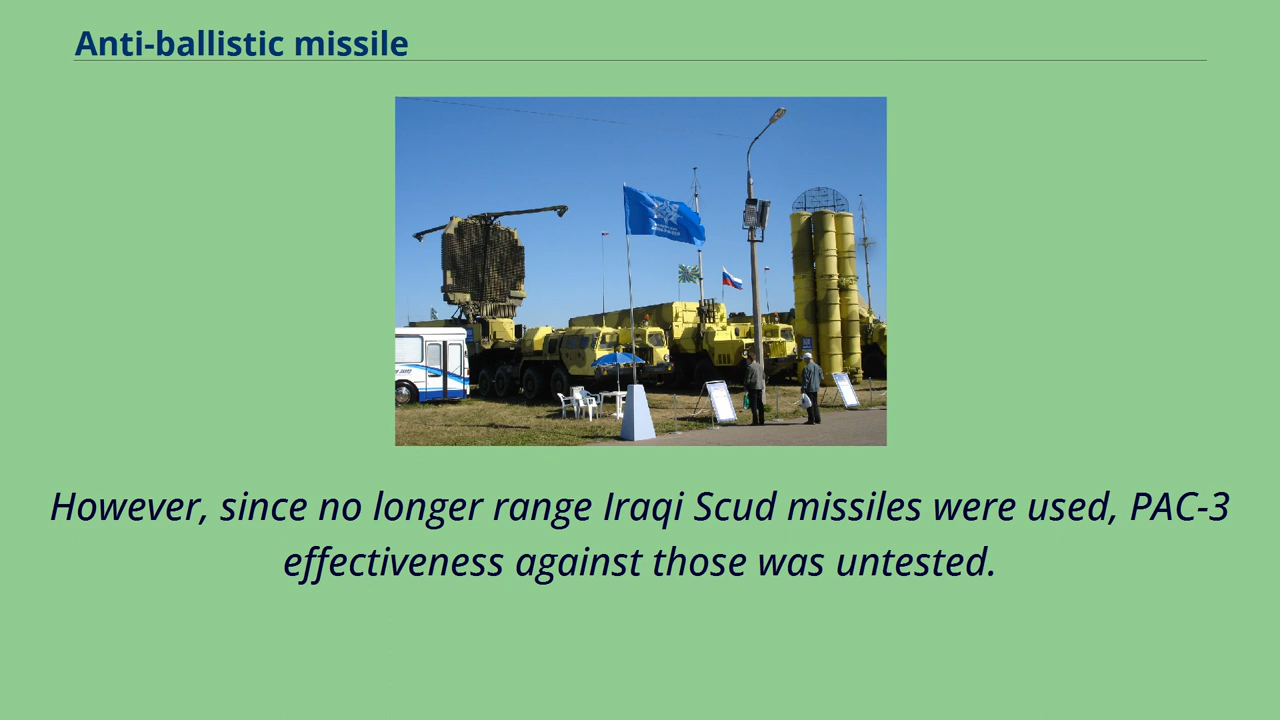 Anti-ballistic missile
However, since no longer range Iraqi Scud missiles were used, PAC-3
effectiveness against those was untested.